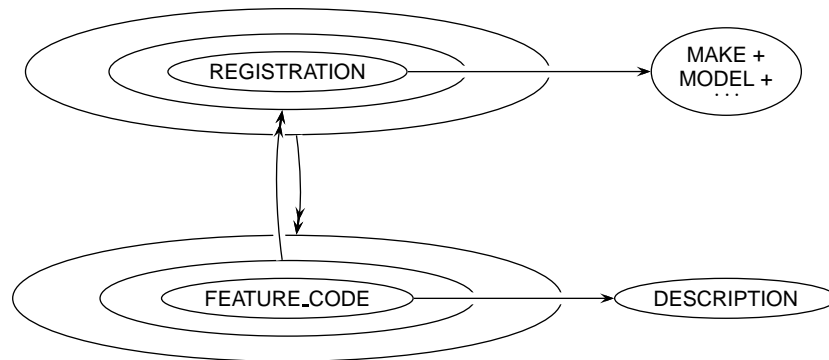 REGISTRATION
MAKE +
MODEL +
. . .
FEATURE_CODE
DESCRIPTION